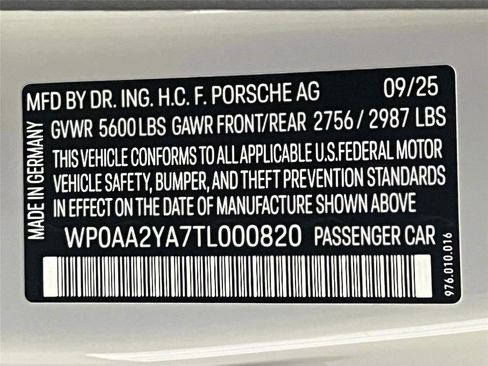 MFD BY DR. ING. H.C. F. PORSCHE AG 09/25
GVWR 5600 LBS GAWR FRONT/REAR 2756 / 2987 LBS
THIS VEHICLE CONFORMS TO ALL APPLICABLE U.S.FEDERAL MOTOR
VEHICLE SAFETY, BUMPER, AND THEFT PREVENTION STANDARDS
IN EFFECT ON THE DATE OF MANUFACTURE SHOWN ABOVE.
WP0AA2YA7TL000820 PASSENGER CAR
MADE IN GERMANY
976.010.016